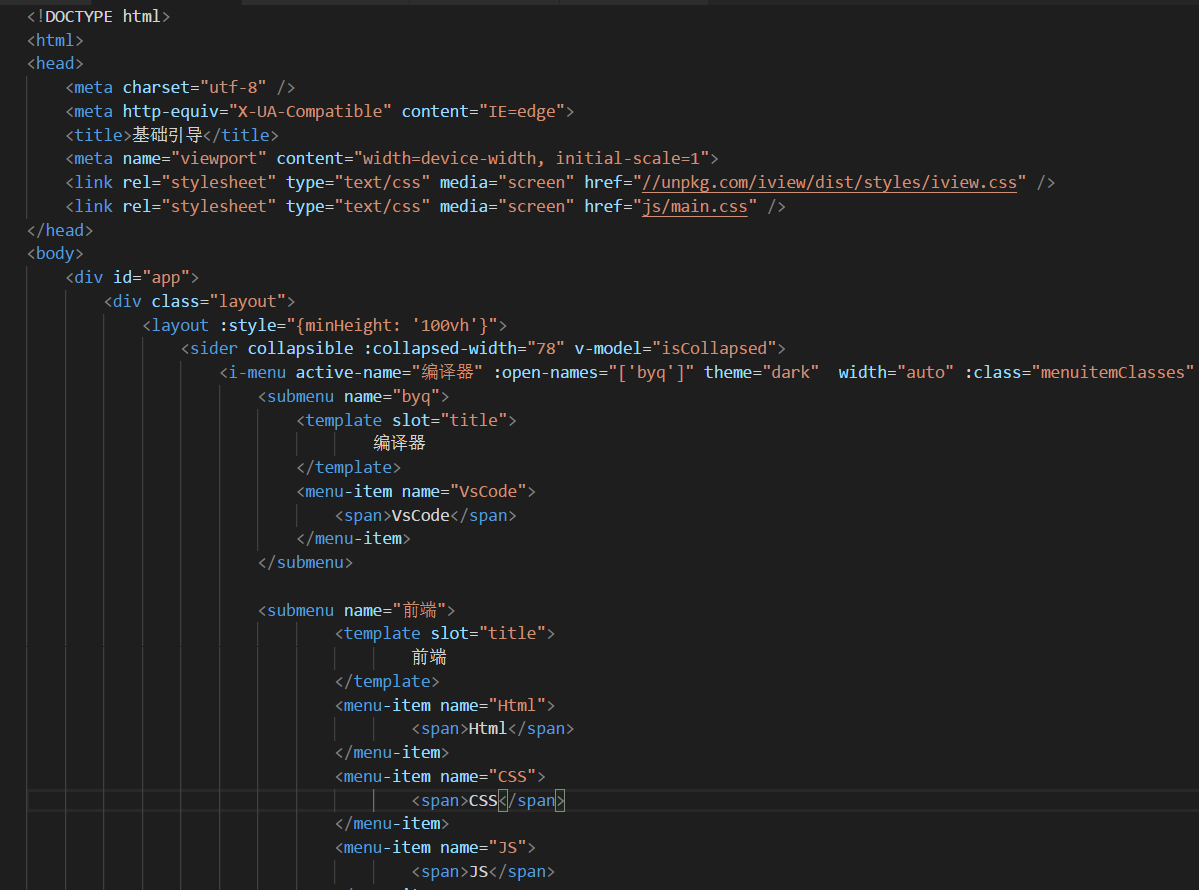 <!DOCTYPE html>
<html>
<head>
    <meta charset="utf-8" />
    <meta http-equiv="X-UA-Compatible" content="IE=edge">
    <title>基础引导</title>
    <meta name="viewport" content="width=device-width, initial-scale=1">
    <link rel="stylesheet" type="text/css" media="screen" href="//unpkg.com/iview/dist/styles/iview.css" />
    <link rel="stylesheet" type="text/css" media="screen" href="js/main.css" />
</head>
<body>
    <div id="app">
        <div class="layout">
            <layout :style="{minHeight: '100vh'}">
                <sider collapsible :collapsed-width="78" v-model="isCollapsed">
                    <i-menu active-name="编译器" :open-names="['byq']" theme="dark"  width="auto" :class="menuitemClasses"
                        <submenu name="byq">
                            <template slot="title">
                                    编译器
                            </template>
                            <menu-item name="VsCode">
                                <span>VsCode</span>
                            </menu-item>
                        </submenu>

                        <submenu name="前端">
                                <template slot="title">
                                        前端
                                </template>
                                <menu-item name="Html">
                                        <span>Html</span>
                                </menu-item>
                                <menu-item name="CSS">
                                        <span>CSS</span>
                                </menu-item>
                                <menu-item name="JS">
                                        <span>JS</span>